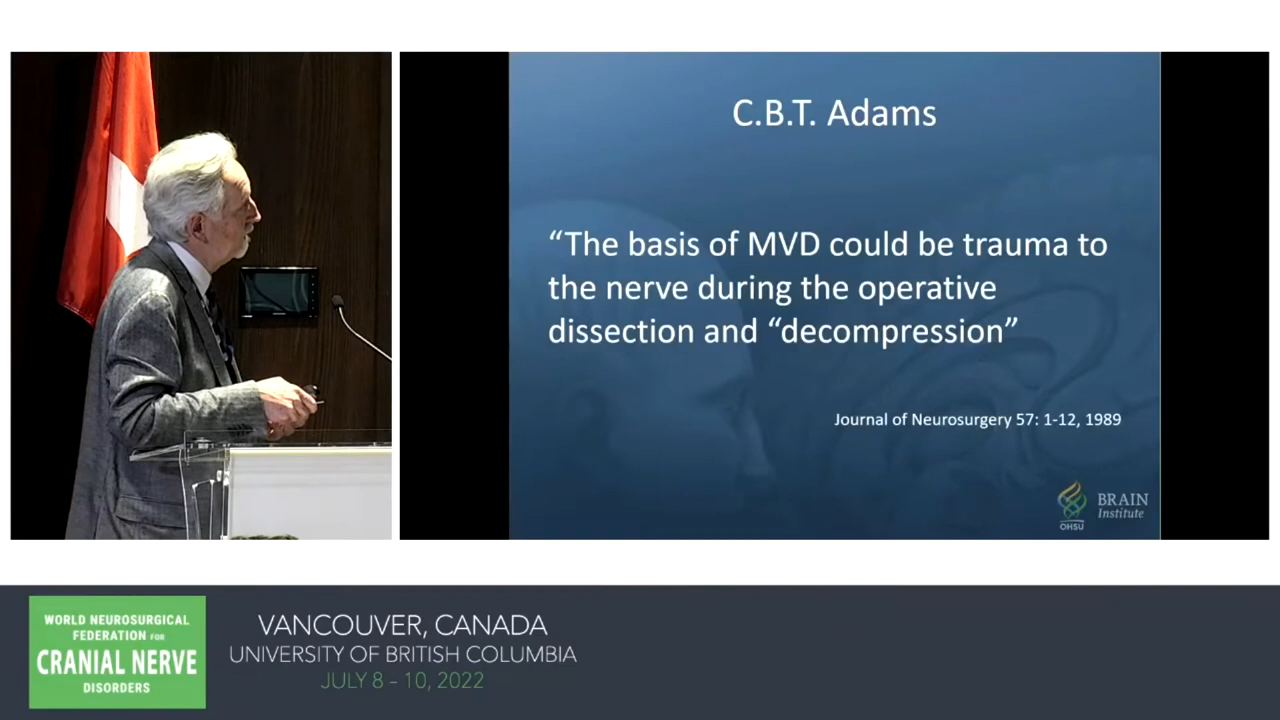 C.B.T. Adams
“The basis of MVD could be trauma to
the nerve during the operative
dissection and “decompression”
Journal of Neurosurgery 57: 1-12, 1989
BRAIN
Institute
OHSU
WORLD NEUROSURGICAL
FEDERATION FOR
CRANIAL NERVE
DISORDERS
VANCOUVER, CANADA
UNIVERSITY OF BRITISH COLUMBIA
JULY 8 – 10, 2022